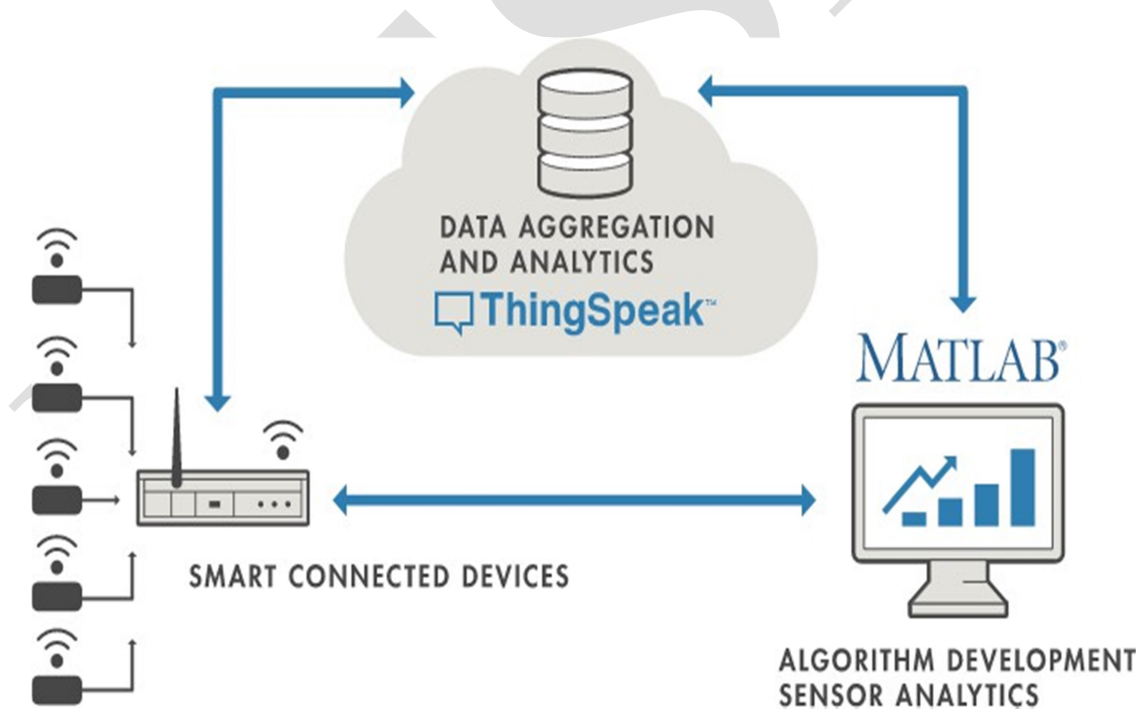 DATA AGGREGATION
AND ANALYTICS
ThingSpeak™
MATLAB®
SMART CONNECTED DEVICES
ALGORITHM DEVELOPMENT
SENSOR ANALYTICS